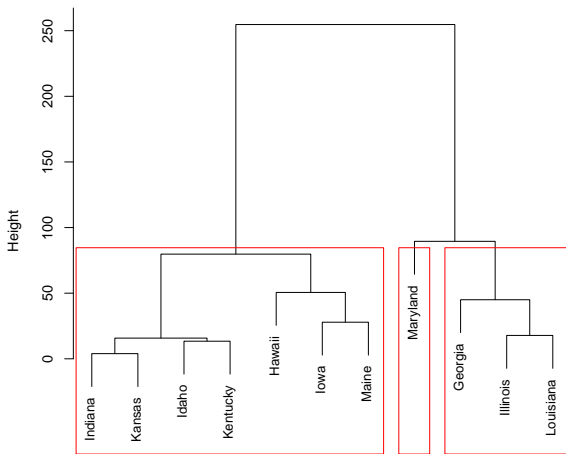 250
200
150
100
50
0
Height
Indiana
Kansas
Idaho
Kentucky
Hawaii
Iowa
Maine
Maryland
Georgia
Illinois
Louisiana